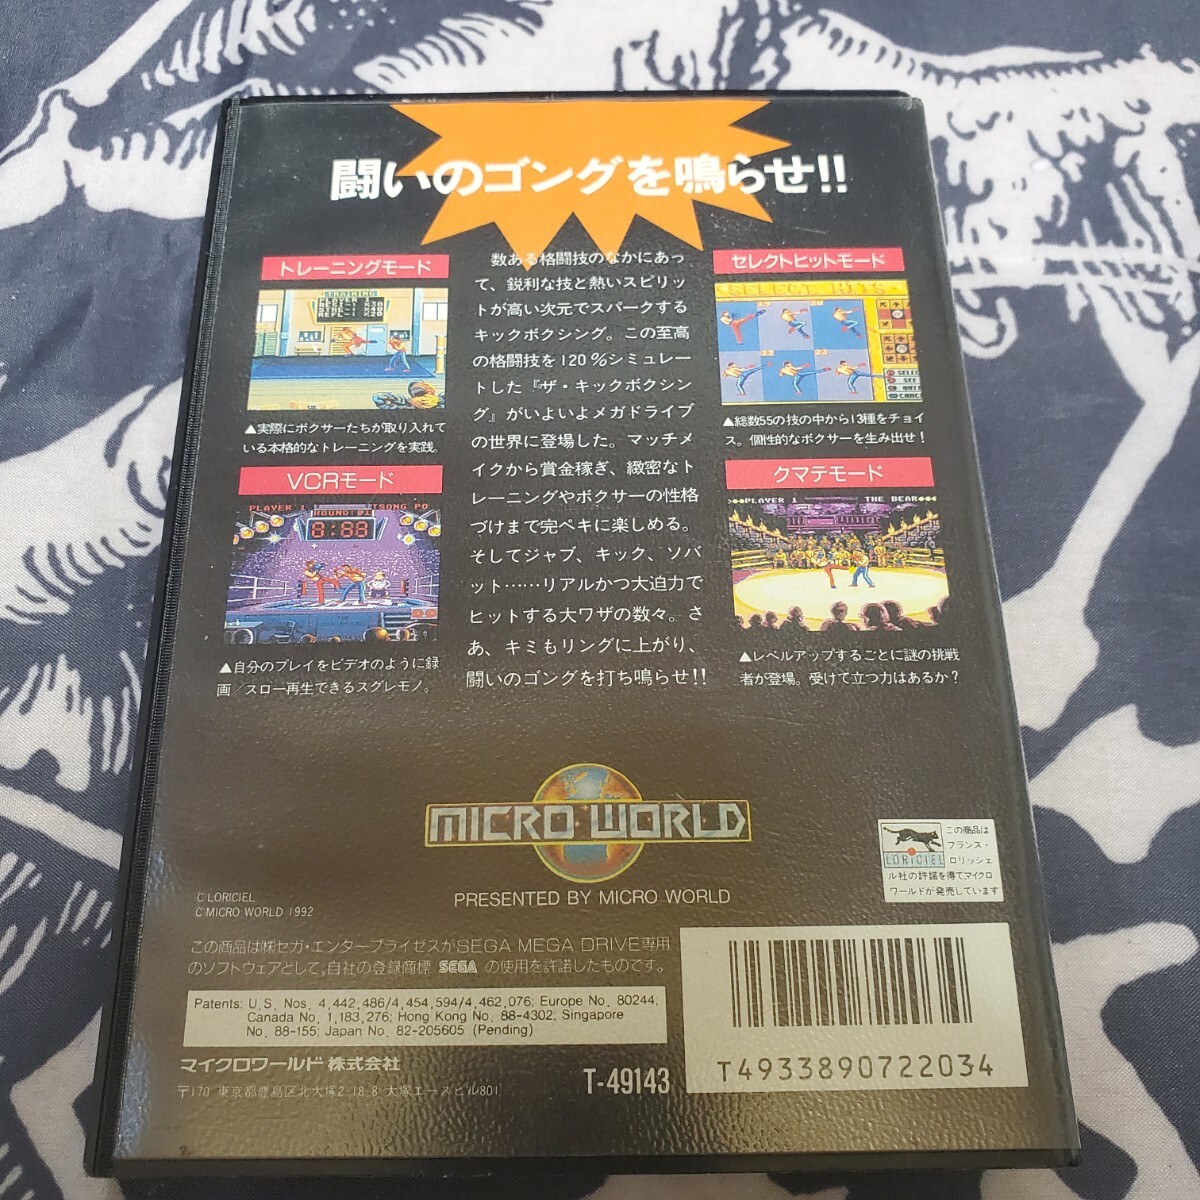 闘いのゴングを鳴らせ!!
トレーニングモード
TRAINING
PLAYER 1
▲実際にボクサーたちが取り入れて
いる本格的なトレーニングを実践。
VCRモード
PLAYER 1
TSONG PO
ROUND:01
▲自分のプレイをビデオのように録
画/スロー再生できるスグレモノ。
数ある格闘技のなかにあっ
て、鋭利な技と熱いスピリッ
トが高い次元でスパークする
キックボクシング。この至高
の格闘技を120%シミュレー
トした『ザ・キックボクシン
グ』がいよいよメガドライブ
の世界に登場した。マッチメ
イクから賞金稼ぎ、緻密なト
レーニングやボクサーの性格
づけまで完ペキに楽しめる。
そしてジャブ、キック、ソバ
ット……リアルかつ大迫力で
ヒットする大ワザの数々。さ
あ、キミもリングに上がり、
闘いのゴングを打ち鳴らせ!!
セレクトヒットモード
SELECT HITS
▲総数55の技の中から13種をチョイ
ス。個性的なボクサーを生み出せ!
クマテモード
PLAYER 1
THE BEAR
▲レベルアップするごとに謎の挑戦
者が登場。受けて立つ力はあるか?
MICRO WORLD
PRESENTED BY MICRO WORLD
LORICIEL
この商品は
フランス・
ロリッシェ
ル社の許諾を得てマイクロ
ワールドが発売しています
C LORICIEL
C MICRO WORLD 1992
この商品は㈱セガ・エンタープライゼスがSEGA MEGA DRIVE専用
のソフトウェアとして、自社の登録商標 SEGA の使用を許諾したものです。
Patents: U.S. Nos. 4,442,486/4,454,594/4,462,076; Europe No. 80244;
Canada No. 1,183,276; Hong Kong No. 88-4302; Singapore
No. 88-155; Japan No. 82-205605 (Pending)
マイクロワールド株式会社
〒170 東京都豊島区北大塚2-18-8 大塚エースビル801
T-49143
T4933890722034